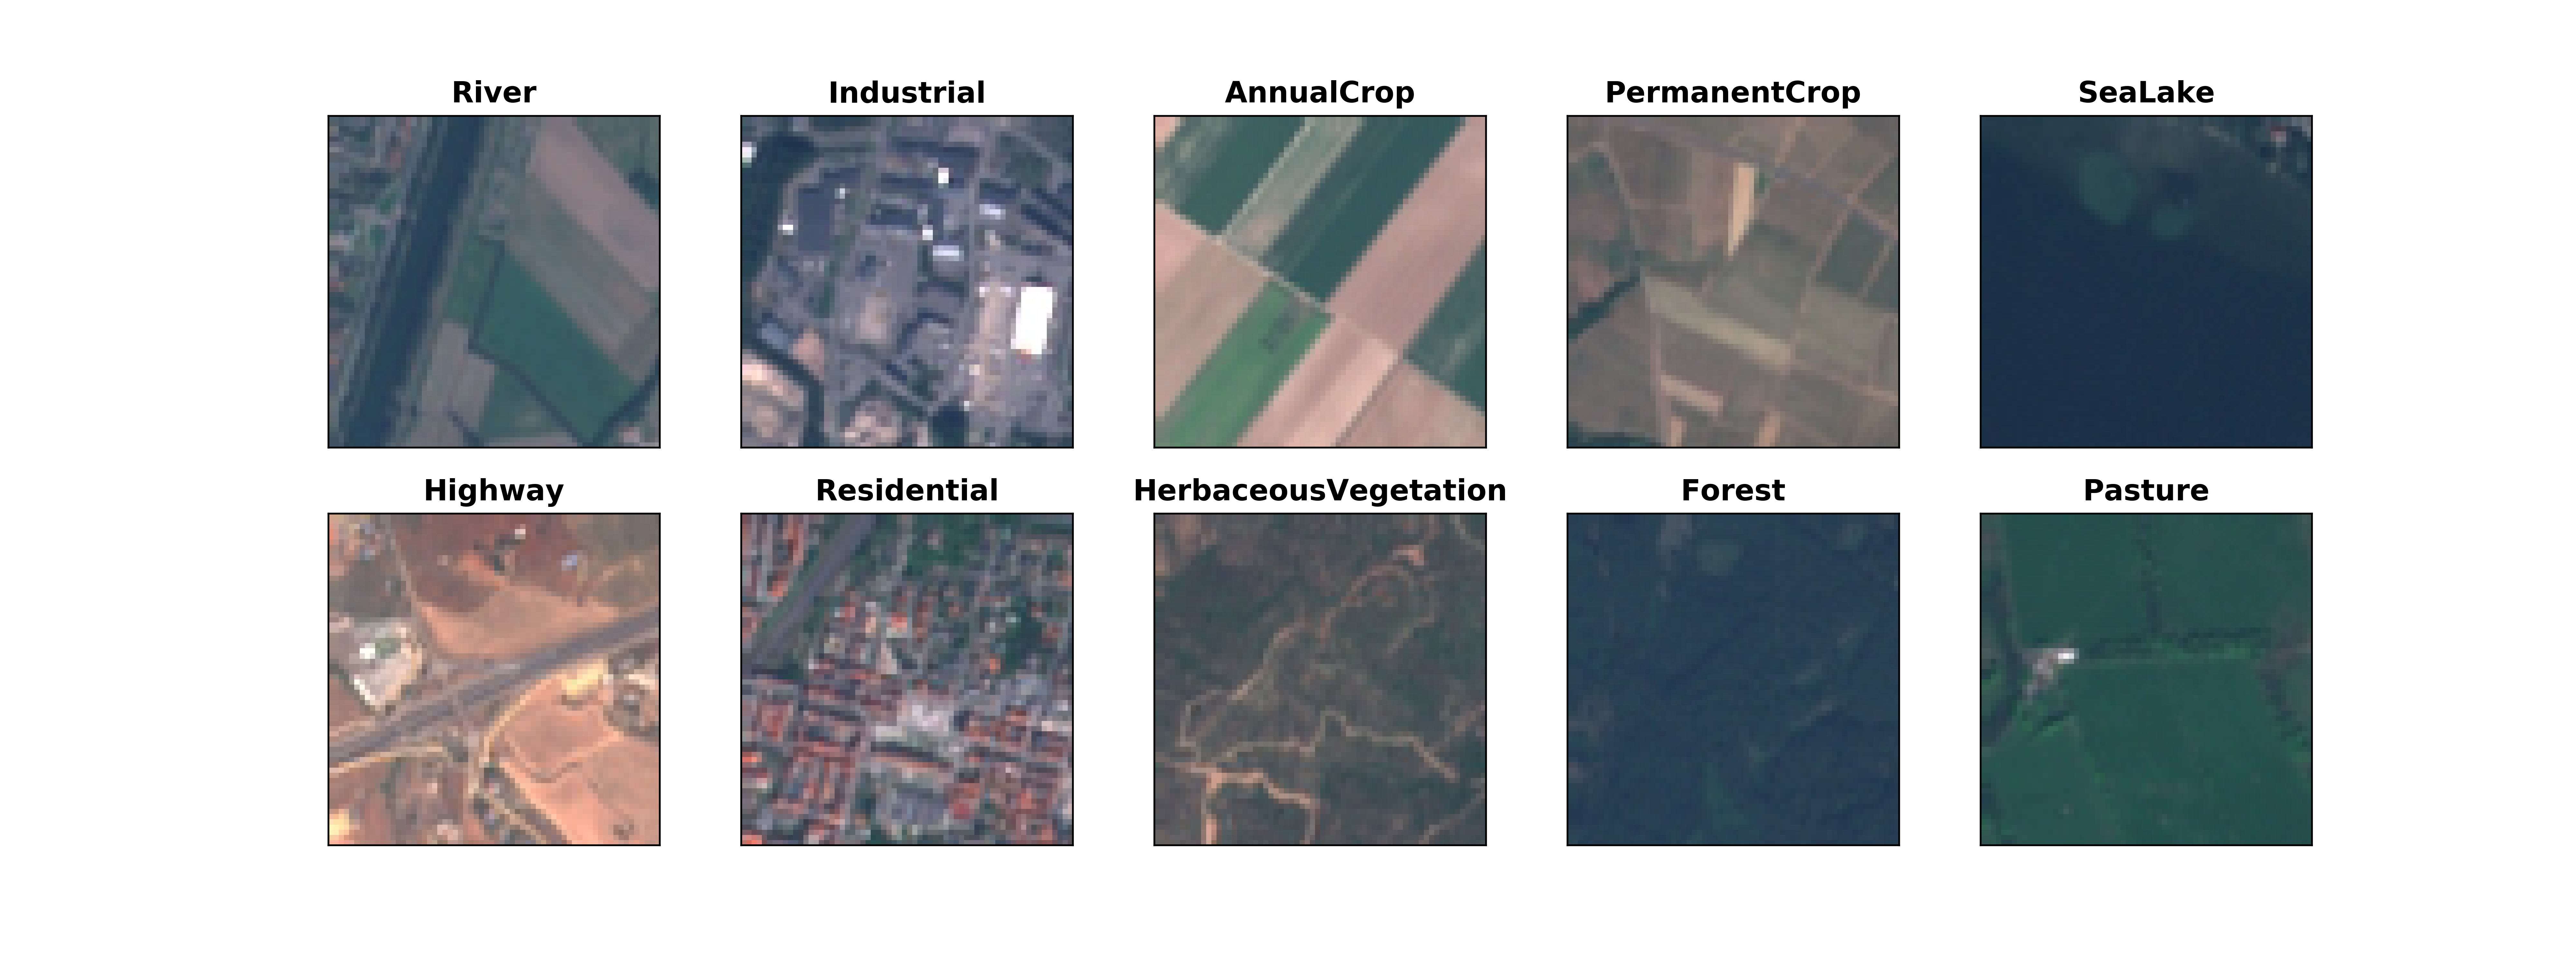 River
Industrial
AnnualCrop
PermanentCrop
SeaLake
Highway
Residential
HerbaceousVegetation
Forest
Pasture